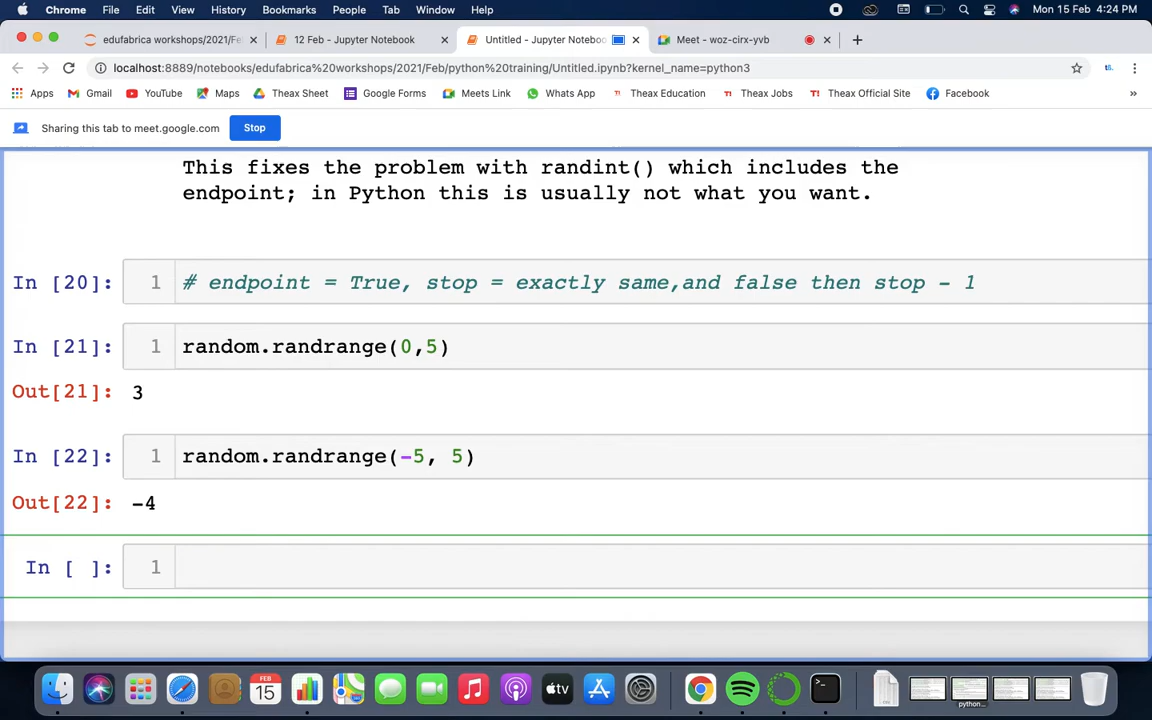 Chrome File Edit View History Bookmarks People Tab Window Help Mon 15 Feb 4:24 PM
edufabrica workshops/2021/Fe 12 Feb - Jupyter Notebook Untitled - Jupyter Noteboo Meet - woz-cirx-yvb
localhost:8889/notebooks/edufabrica%20workshops/2021/Feb/python%20training/Untitled.ipynb?kernel_name=python3
Apps Gmail YouTube Maps Theax Sheet Google Forms Meets Link Whats App Theax Education Theax Jobs Theax Official Site Facebook »
Sharing this tab to meet.google.com Stop
This fixes the problem with randint() which includes the
endpoint; in Python this is usually not what you want.
In [20]: 1 # endpoint = True, stop = exactly same,and false then stop - 1
In [21]: 1 random.randrange(0,5)
Out[21]: 3
In [22]: 1 random.randrange(-5, 5)
Out[22]: -4
In [ ]: 1
FEB
15
tv
python...